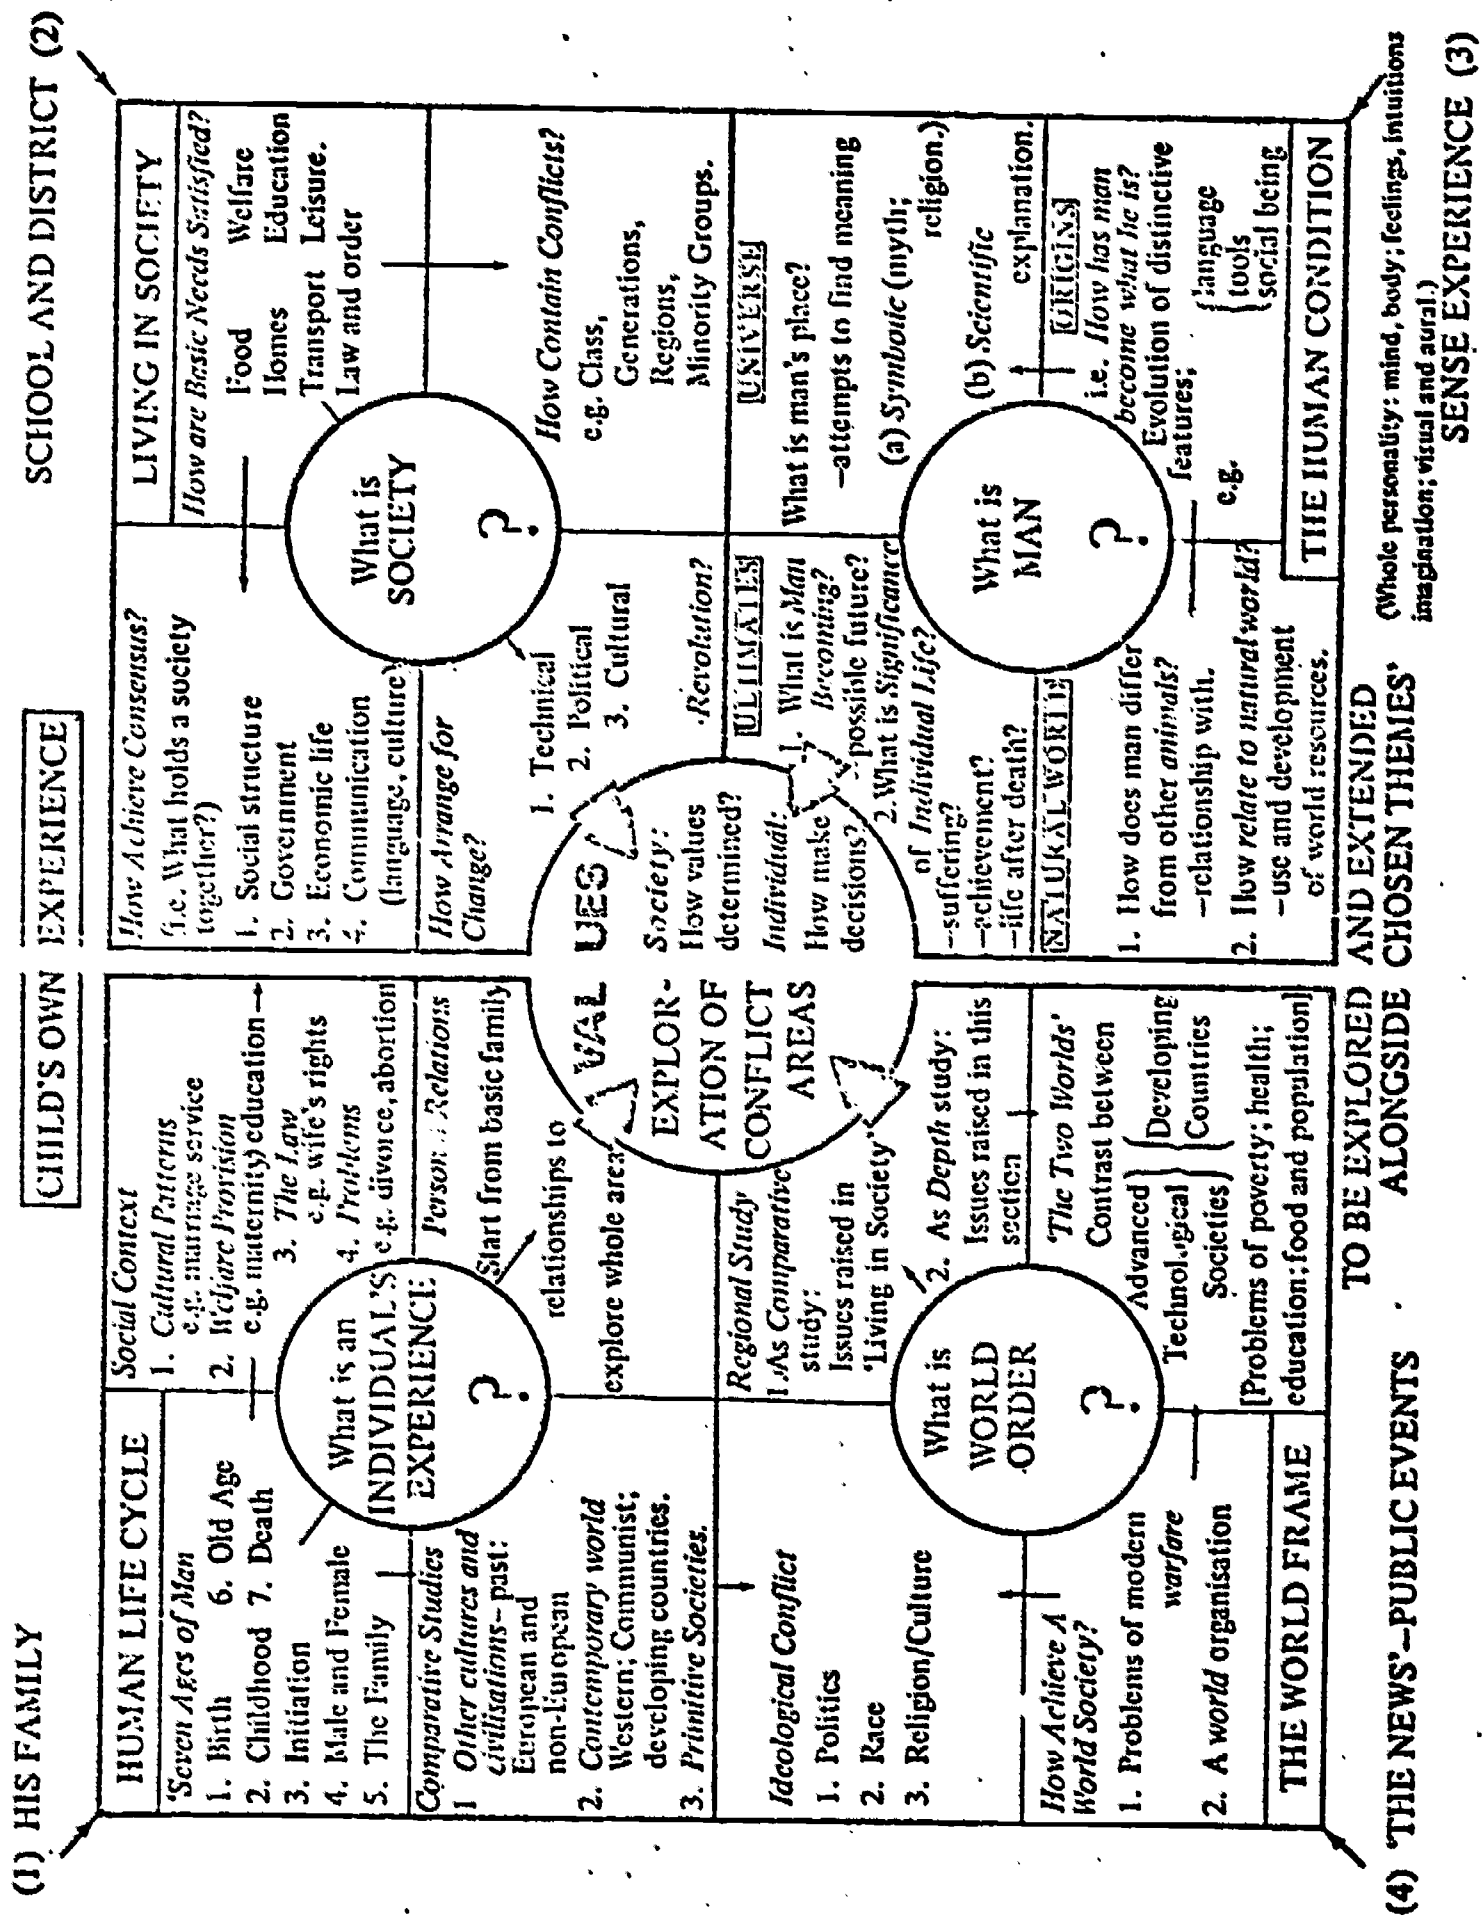 (1) HIS FAMILY
CHILD'S OWN EXPERIENCE
SCHOOL AND DISTRICT (2)
HUMAN LIFE CYCLE
'Seven Ages of Man
1. Birth 6. Old Age
2. Childhood 7. Death
3. Initiation
4. Male and Female
5. The Family
Social Context
1. Cultural Patterns
e.g. marriage service
2. Welfare Provision
e.g. maternity education
3. The Law
e.g. wife's rights
4. Problems
e.g. divorce, abortion
What is an
INDIVIDUAL'S
EXPERIENCE
?
Comparative Studies
1 Other cultures and
civilisations–past:
European and
non-European
2. Contemporary world
Western; Communist;
developing countries.
3. Primitive Societies.
Personal Relations
Start from basic family
relationships to
explore whole area
How Achieve Consensus?
(i.e. What holds a society
together?)
1. Social structure
2. Government
3. Economic life
4. Communication
(language, culture)
LIVING IN SOCIETY
How are Basic Needs Satisfied?
Food Welfare
Homes Education
Transport Leisure.
Law and order
What is
SOCIETY
?
How Arrange for
Change?
1. Technical
2. Political
3. Cultural
Revolution?
How Contain Conflicts?
e.g. Class,
Generations,
Regions,
Minority Groups.
VALUES
EXPLOR-
ATION OF
CONFLICT
AREAS
Society:
How values
determined?
Individual:
How make
decisions?
Ideological Conflict
1. Politics
2. Race
3. Religion/Culture
Regional Study
1. As Comparative
study:
Issues raised in
'Living in Society'
2. As Depth study:
Issues raised in this
section
What is
WORLD
ORDER
?
How Achieve A
World Society?
1. Problems of modern
warfare
2. A world organisation
THE WORLD FRAME
'The Two Worlds'
Contrast between
Advanced } { Developing
Technological } { Countries
Societies }
[Problems of poverty; health;
education; food and population]
ULTIMATES
1. What is Man
Becoming?
–possible future?
2. What is Significance
of Individual Life?
–suffering?
–achievement?
–life after death?
UNIVERSE
What is man's place?
–attempts to find meaning
(a) Symbolic (myth;
religion.)
(b) Scientific
explanation.
What is
MAN
?
NATURAL WORLD
1. How does man differ
from other animals?
–relationship with.
2. How relate to natural world?
–use and development
of world resources.
ORIGINS
i.e. How has man
become what he is?
Evolution of distinctive
features;
e.g. { language
{ tools
{ social being
THE HUMAN CONDITION
(4) 'THE NEWS'–PUBLIC EVENTS
TO BE EXPLORED AND EXTENDED
ALONGSIDE CHOSEN THEMES'
(Whole personality: mind, body; feelings, intuitions
imagination; visual and aural.)
SENSE EXPERIENCE (3)